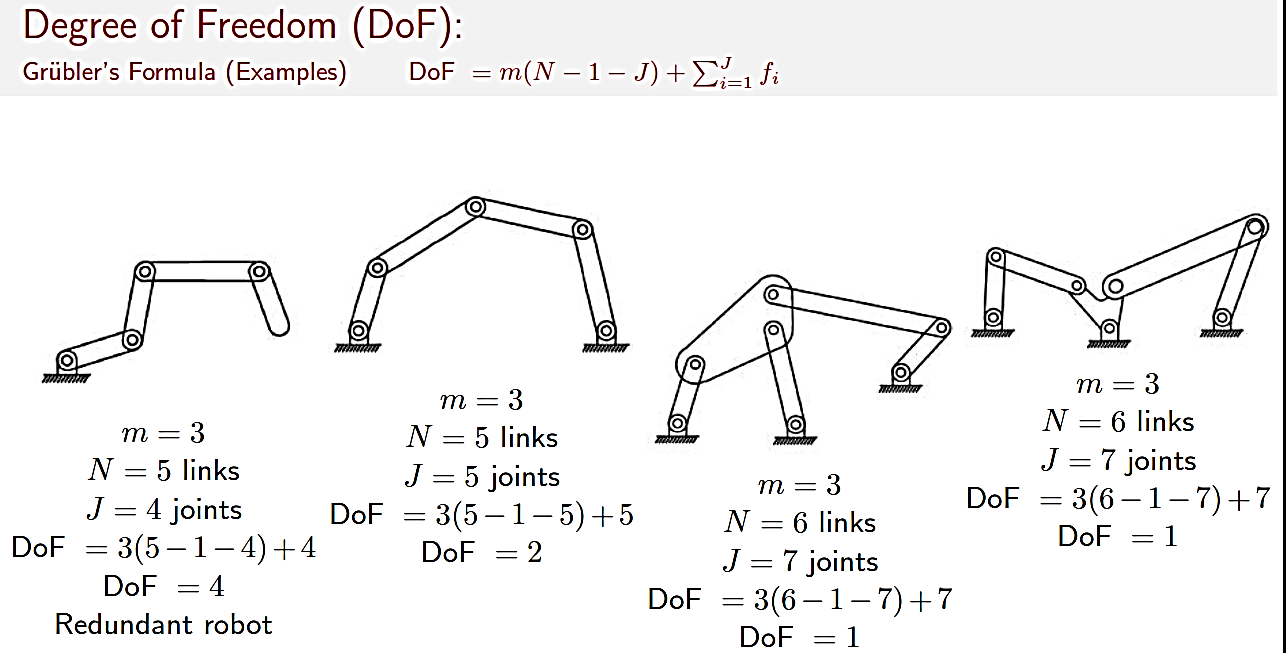 Degree of Freedom (DoF):
Grübler's Formula (Examples) DoF = m(N − 1 − J) + ∑ᴶᵢ₌₁ fᵢ
m = 3
N = 5 links
J = 4 joints
DoF = 3(5−1−4)+4
DoF = 4
Redundant robot
m = 3
N = 5 links
J = 5 joints
DoF = 3(5−1−5)+5
DoF = 2
m = 3
N = 6 links
J = 7 joints
DoF = 3(6−1−7)+7
DoF = 1
m = 3
N = 6 links
J = 7 joints
DoF = 3(6−1−7)+7
DoF = 1